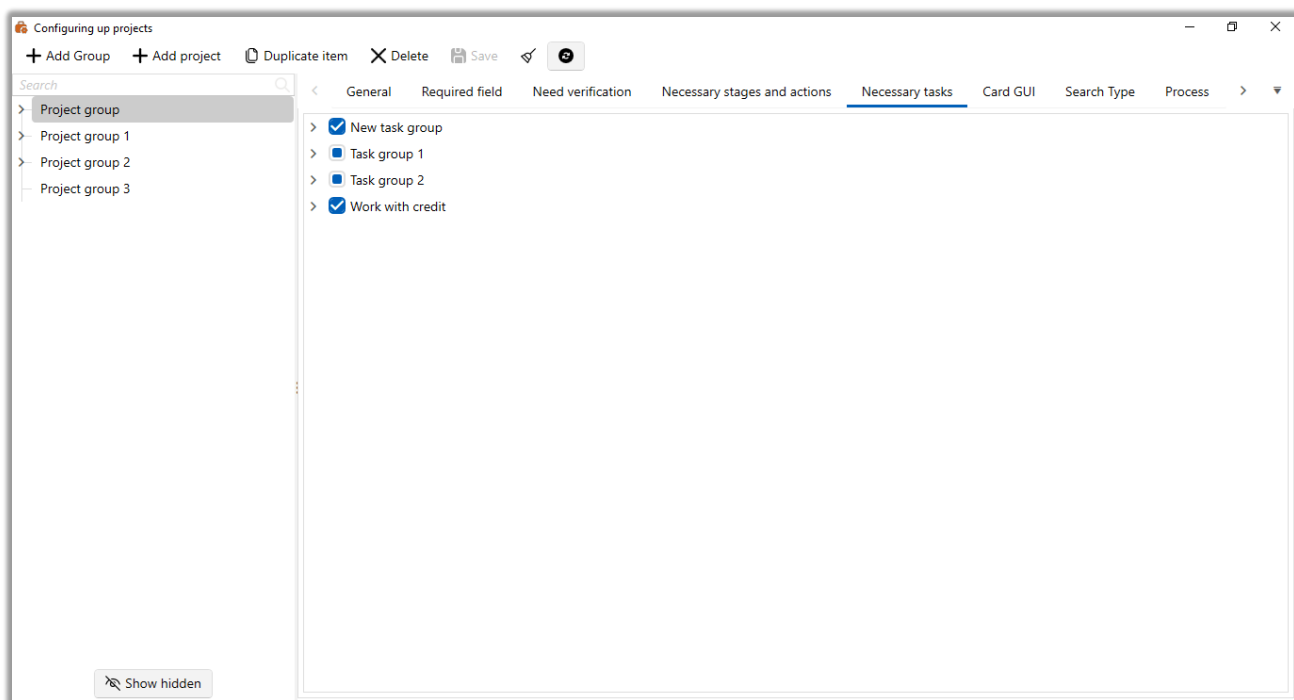 Configuring up projects
Add Group Add project Duplicate item Delete Save
Search
General Required field Need verification Necessary stages and actions Necessary tasks Card GUI Search Type Process
Project group
Project group 1
Project group 2
Project group 3
New task group
Task group 1
Task group 2
Work with credit
Show hidden